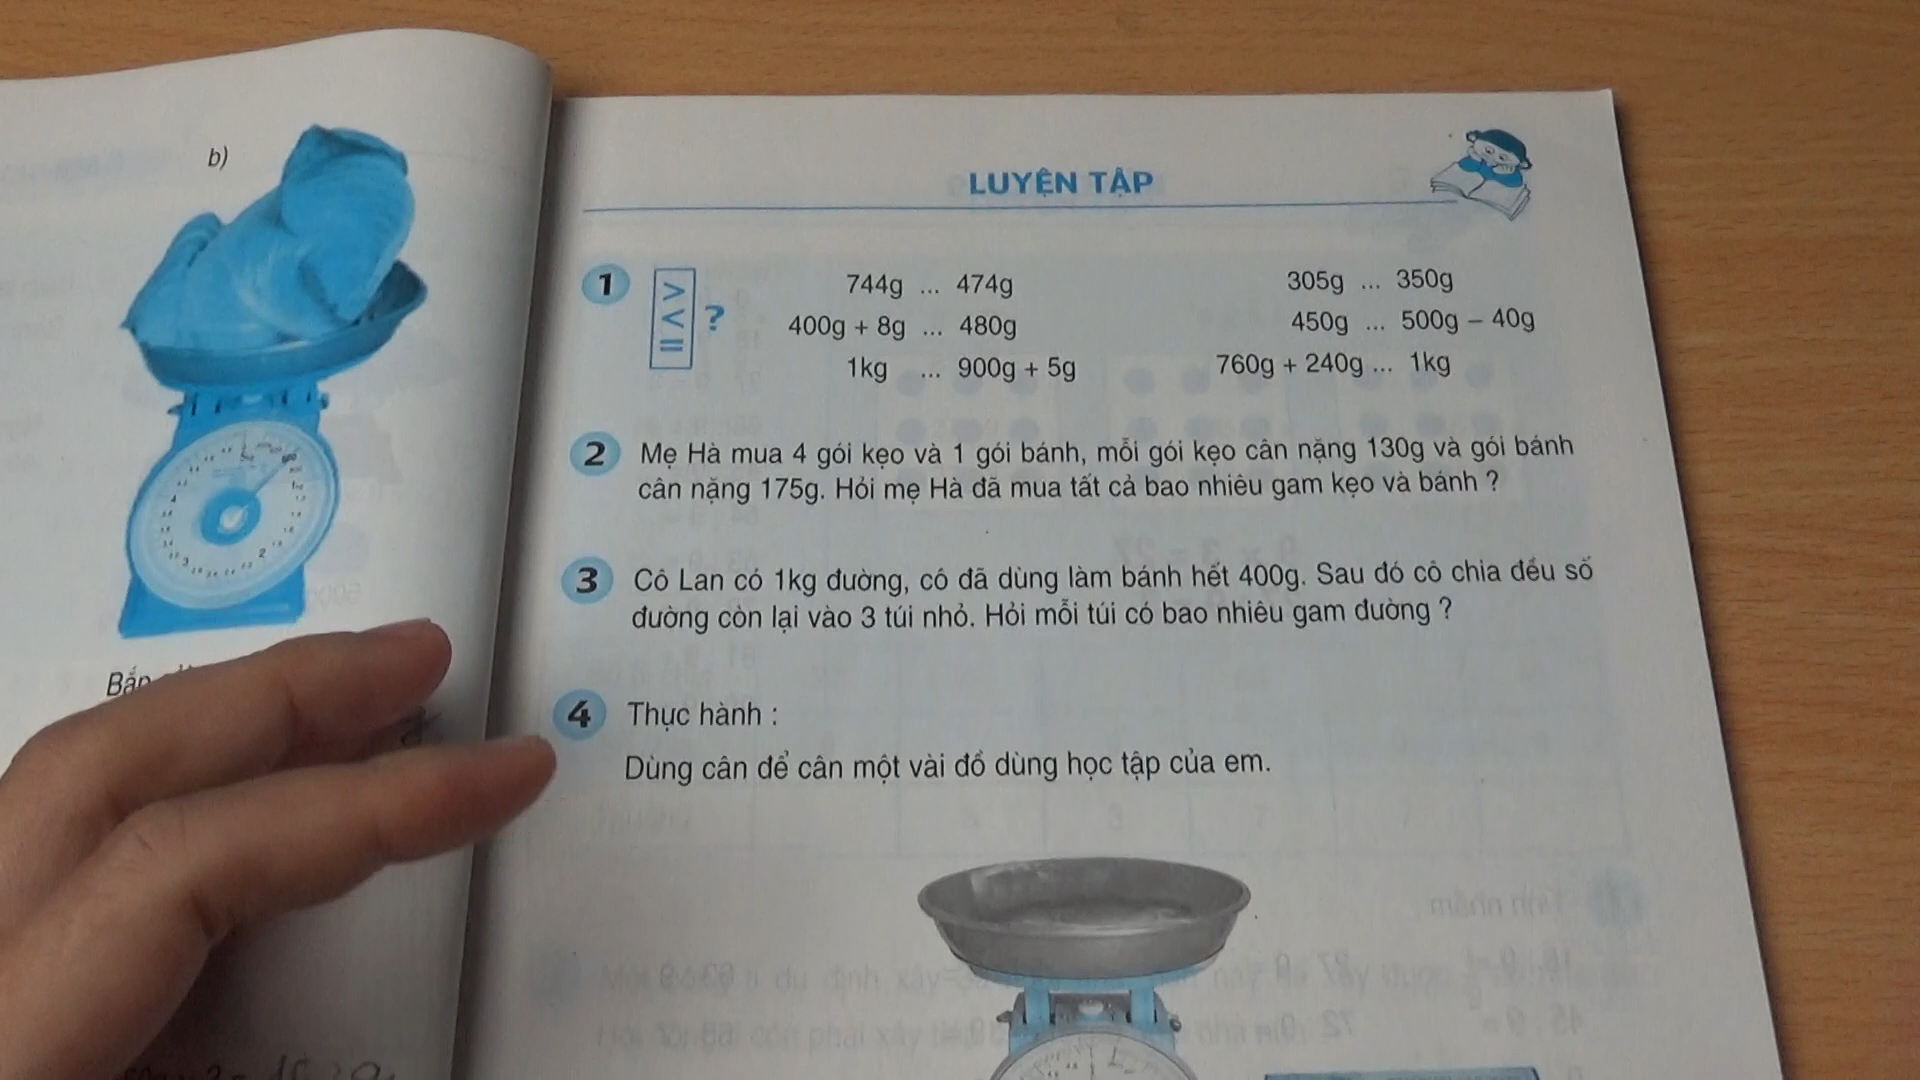 b)
LUYỆN TẬP
1 > < = ? 744g ... 474g 305g ... 350g
400g + 8g ... 480g 450g ... 500g – 40g
1kg ... 900g + 5g 760g + 240g ... 1kg
2 Mẹ Hà mua 4 gói kẹo và 1 gói bánh, mỗi gói kẹo cân nặng 130g và gói bánh
cân nặng 175g. Hỏi mẹ Hà đã mua tất cả bao nhiêu gam kẹo và bánh ?
3 Cô Lan có 1kg đường, cô đã dùng làm bánh hết 400g. Sau đó cô chia đều số
đường còn lại vào 3 túi nhỏ. Hỏi mỗi túi có bao nhiêu gam đường ?
4 Thực hành :
Dùng cân để cân một vài đồ dùng học tập của em.